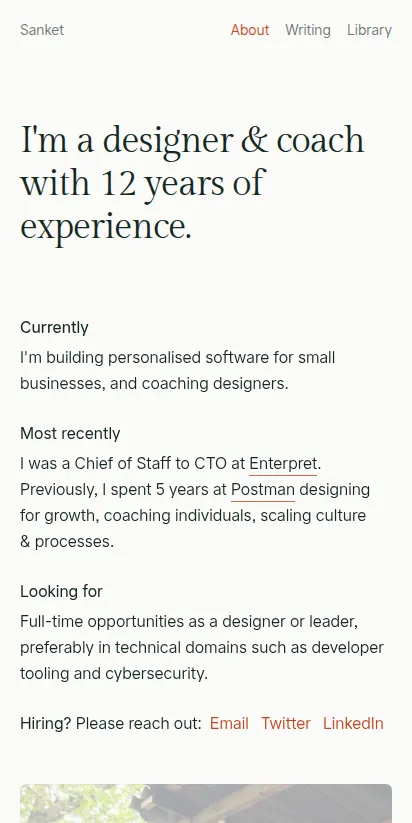 Sanket About Writing Library
I'm a designer & coach
with 12 years of
experience.
Currently
I'm building personalised software for small
businesses, and coaching designers.
Most recently
I was a Chief of Staff to CTO at Enterpret.
Previously, I spent 5 years at Postman designing
for growth, coaching individuals, scaling culture
& processes.
Looking for
Full-time opportunities as a designer or leader,
preferably in technical domains such as developer
tooling and cybersecurity.
Hiring? Please reach out: Email Twitter LinkedIn